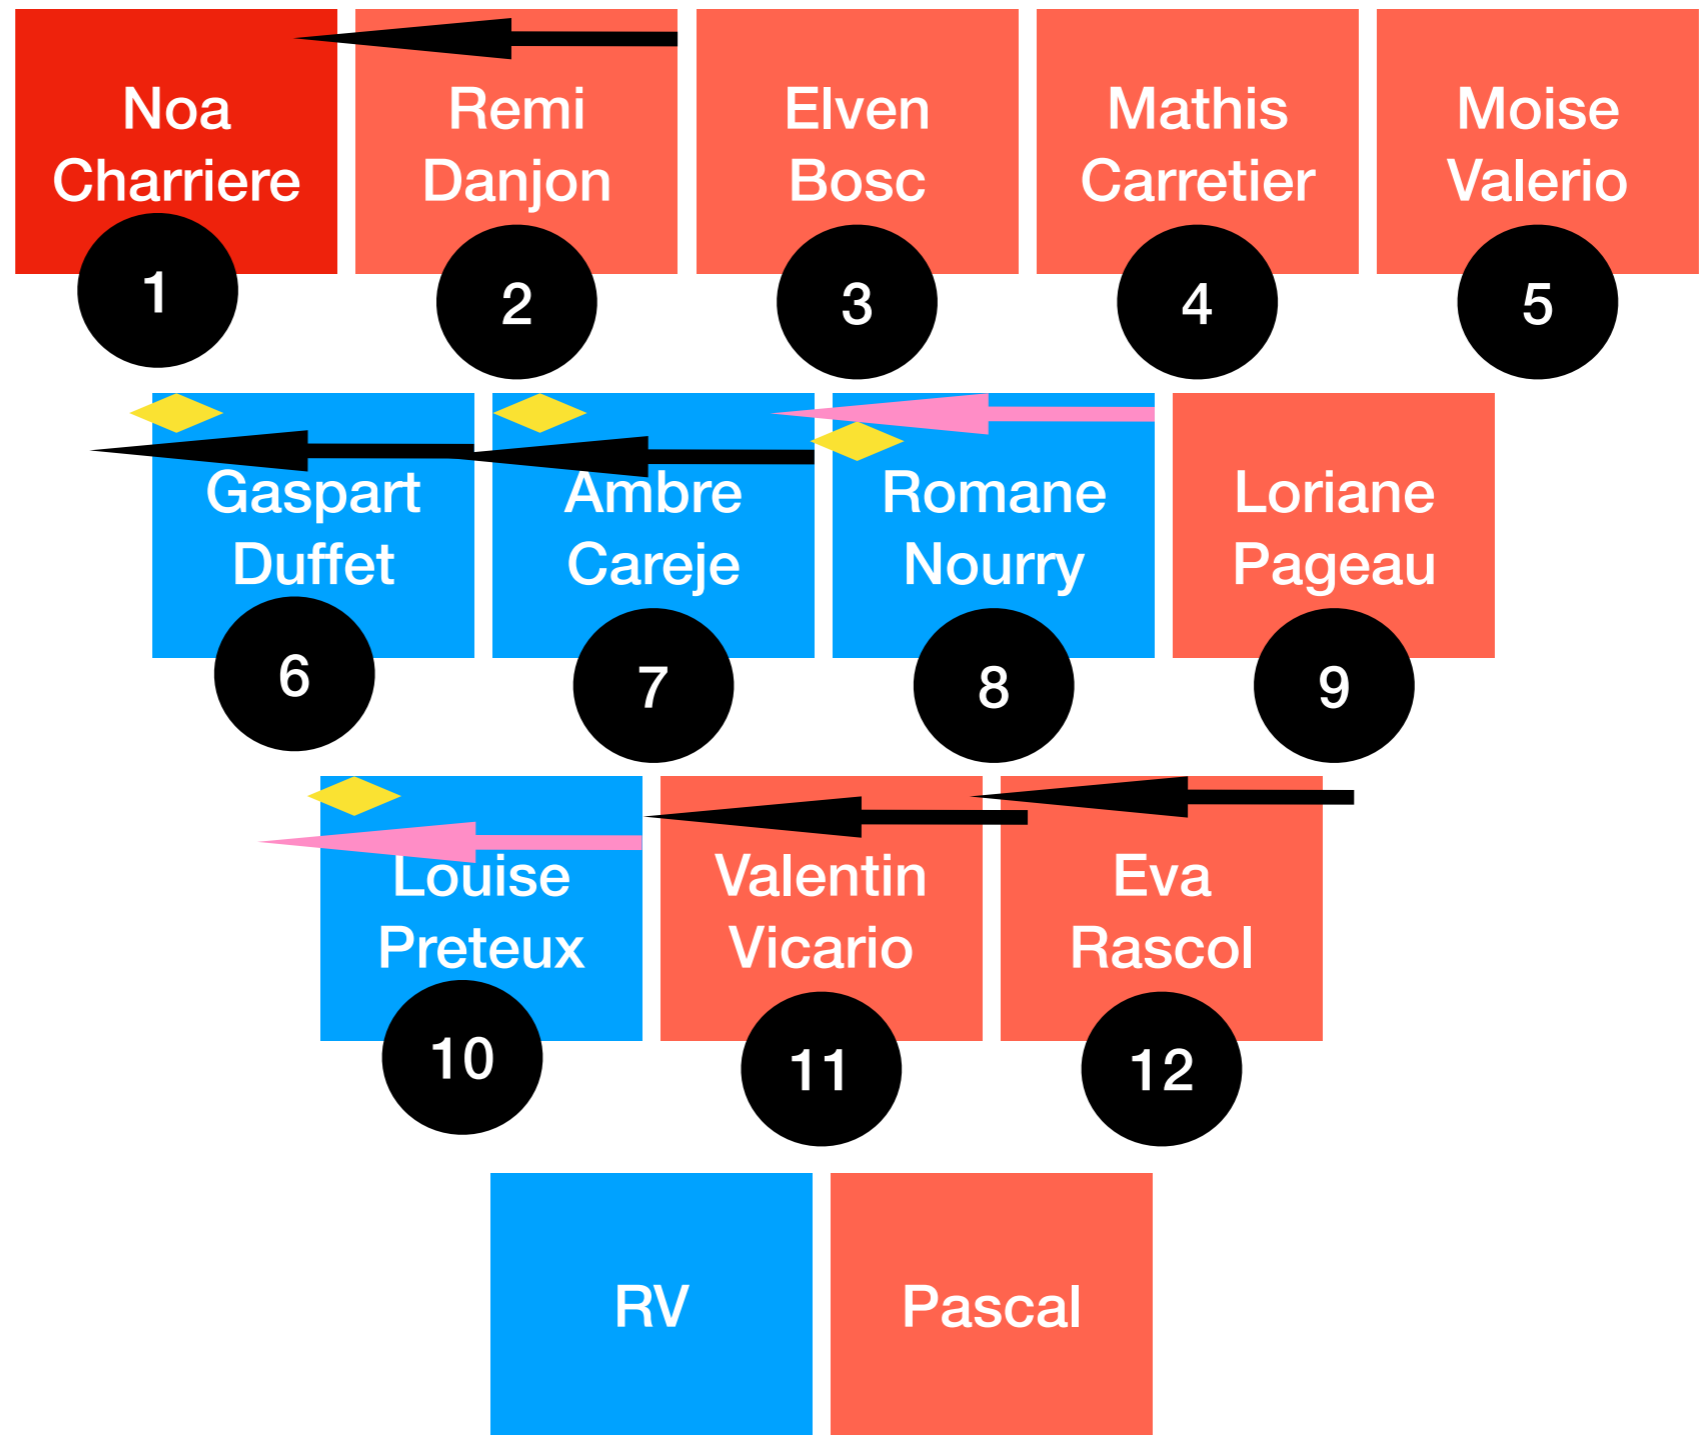 Noa
Charriere
1
Remi
Danjon
2
Elven
Bosc
3
Mathis
Carretier
4
Moise
Valerio
5
Gaspart
Duffet
6
Ambre
Careje
7
Romane
Nourry
8
Loriane
Pageau
9
Louise
Preteux
10
Valentin
Vicario
11
Eva
Rascol
12
RV
Pascal